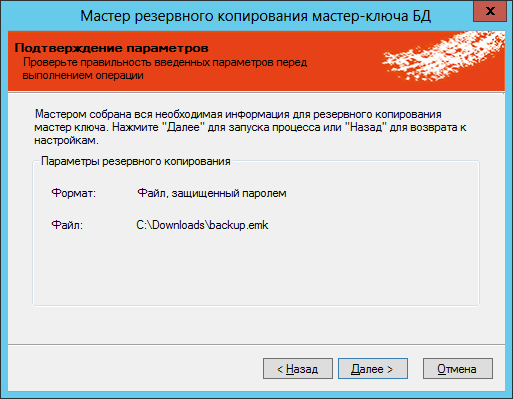 Мастер резервного копирования мастер-ключа БД
X
Подтверждение параметров
Проверьте правильность введенных параметров перед
выполнением операции
Мастером собрана вся необходимая информация для резервного копирования
мастер ключа. Нажмите "Далее" для запуска процесса или "Назад" для возврата к
настройкам.
Параметры резервного копирования
Формат: Файл, защищенный паролем
Файл: C:\Downloads\backup.emk
< Назад Далее > Отмена